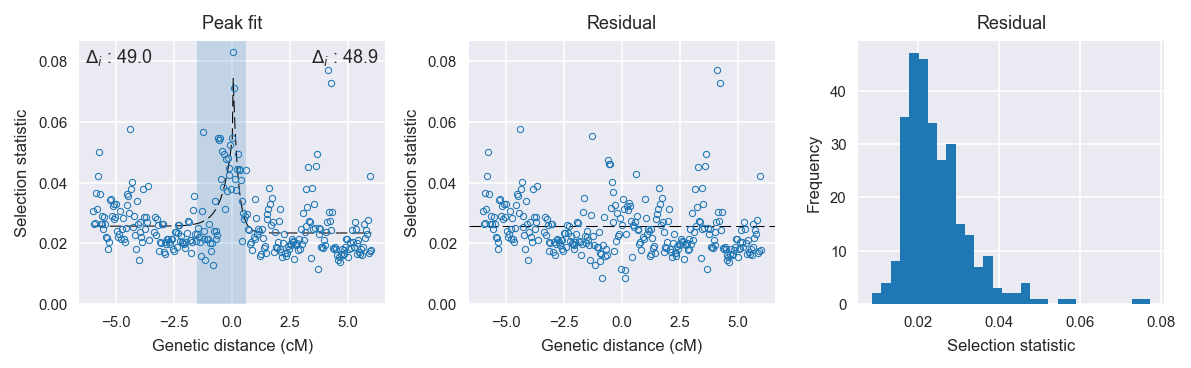 Peak fit
Δi : 49.0
Δi : 48.9
Selection statistic
0.08
0.06
0.04
0.02
0.00
−5.0
−2.5
0.0
2.5
5.0
Genetic distance (cM)
Residual
Selection statistic
0.08
0.06
0.04
0.02
0.00
−5.0
−2.5
0.0
2.5
5.0
Genetic distance (cM)
Residual
Frequency
40
30
20
10
0
0.02
0.04
0.06
0.08
Selection statistic